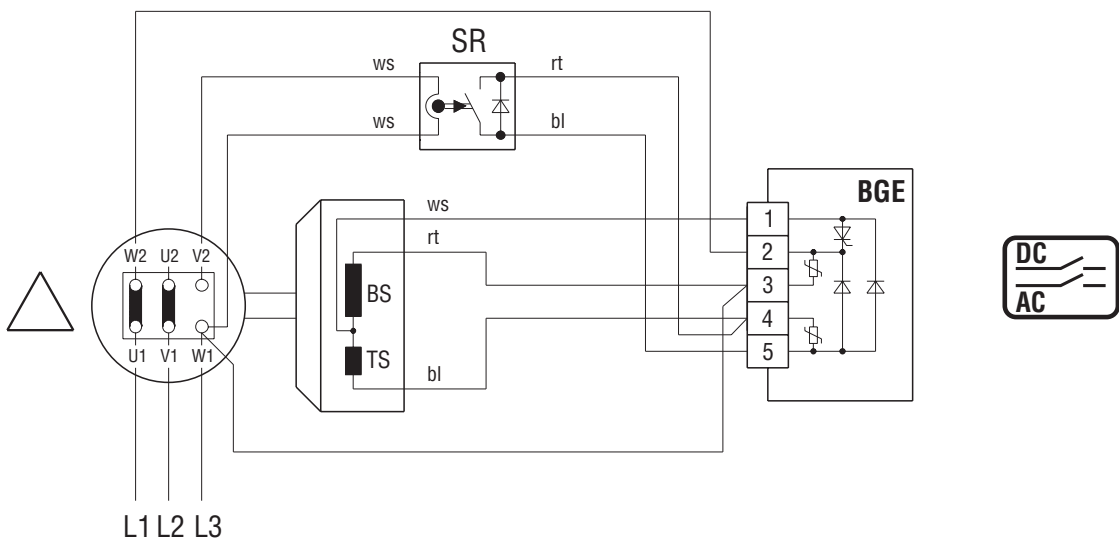 SR
ws rt
ws bl
BGE
ws
rt
1
2
3
4
5
W2 U2 V2
BS
U1 V1 W1
TS
bl
DC
AC
L1 L2 L3